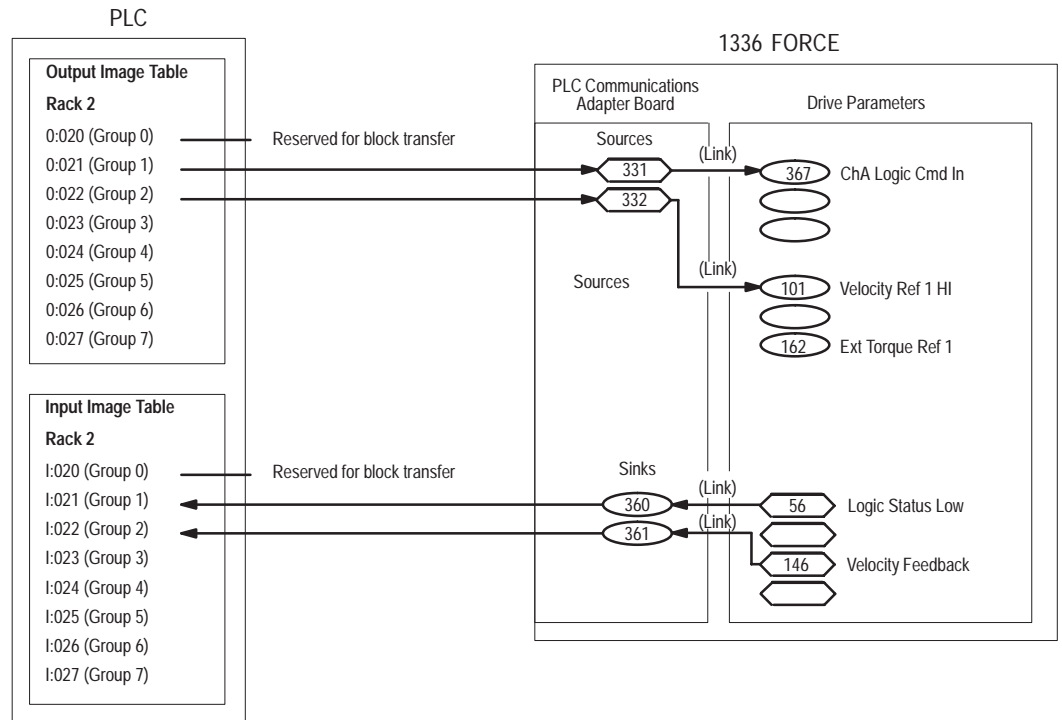 PLC
1336 FORCE
Output Image Table
Rack 2
0:020 (Group 0)
Reserved for block transfer
0:021 (Group 1)
0:022 (Group 2)
0:023 (Group 3)
0:024 (Group 4)
0:025 (Group 5)
0:026 (Group 6)
0:027 (Group 7)
PLC Communications
Adapter Board
Drive Parameters
Sources
(Link)
331
367
ChA Logic Cmd In
332
Sources
(Link)
101
Velocity Ref 1 HI
162
Ext Torque Ref 1
Input Image Table
Rack 2
I:020 (Group 0)
Reserved for block transfer
I:021 (Group 1)
I:022 (Group 2)
I:023 (Group 3)
I:024 (Group 4)
I:025 (Group 5)
I:026 (Group 6)
I:027 (Group 7)
Sinks
(Link)
360
56
Logic Status Low
(Link)
361
146
Velocity Feedback